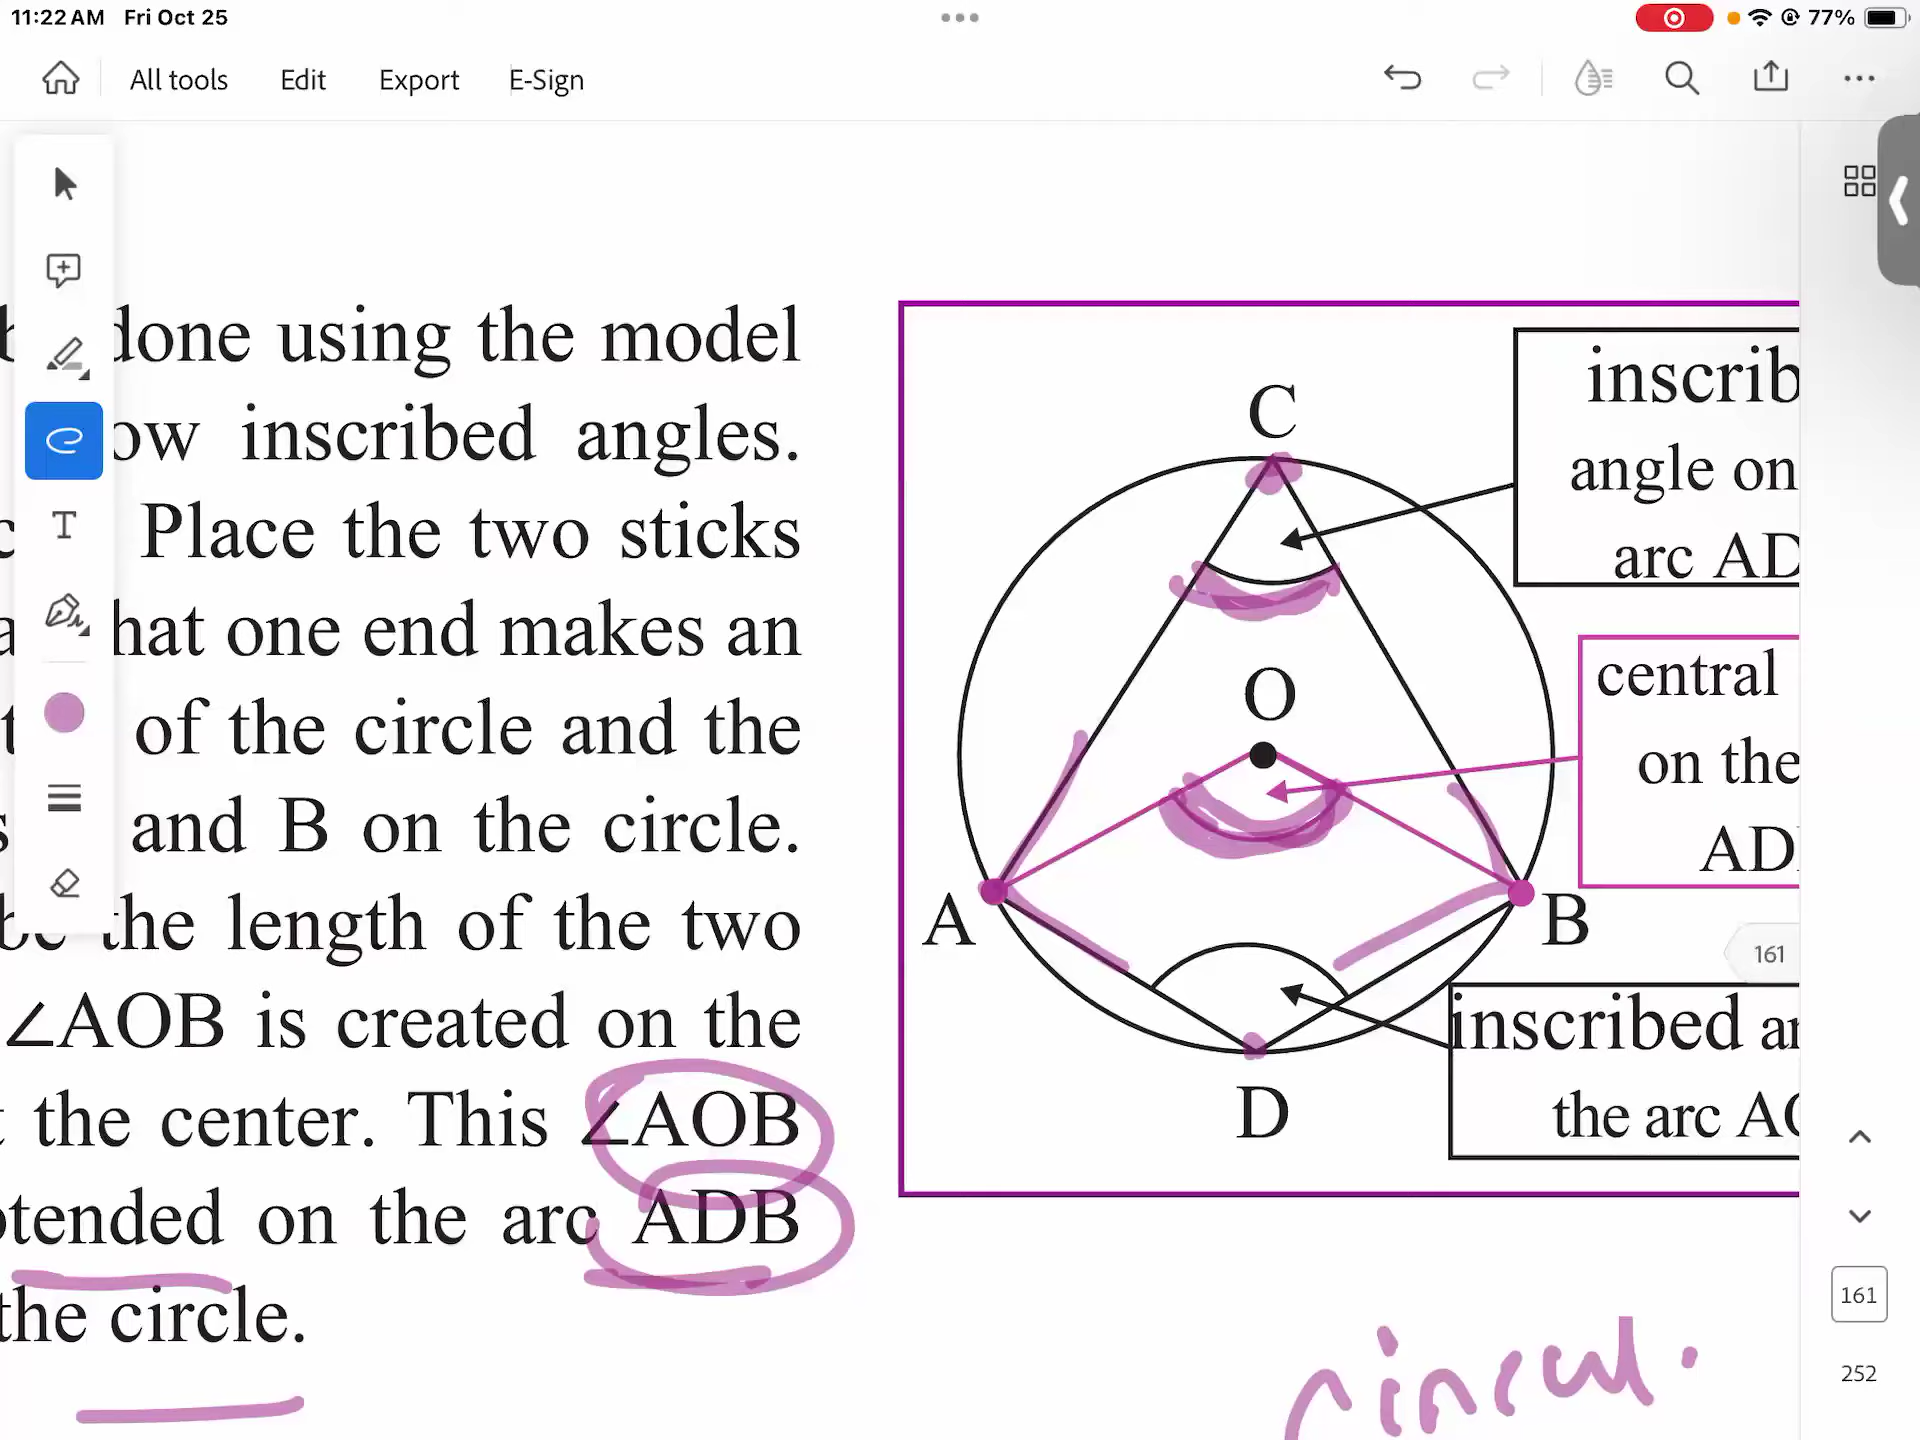 11:22 AM Fri Oct 25
77%
All tools Edit Export E-Sign
done using the model
ow inscribed angles.
Place the two sticks
hat one end makes an
of the circle and the
and B on the circle.
the length of the two
∠AOB is created on the
the center. This ∠AOB
tended on the arc ADB
the circle.
C
O
A
B
D
inscrib
angle on
arc AD
central
on the
AD
inscribed an
the arc
T
161
161
252